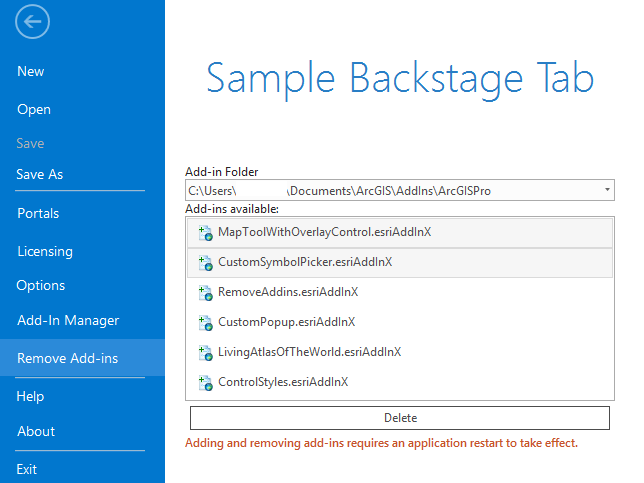 New
Open
Save
Save As
Portals
Licensing
Options
Add-In Manager
Remove Add-ins
Help
About
Exit
Sample Backstage Tab
Add-in Folder
C:\Users\ \Documents\ArcGIS\AddIns\ArcGISPro
Add-ins available:
MapToolWithOverlayControl.esriAddInX
CustomSymbolPicker.esriAddInX
RemoveAddins.esriAddInX
CustomPopup.esriAddInX
LivingAtlasOfTheWorld.esriAddInX
ControlStyles.esriAddInX
Delete
Adding and removing add-ins requires an application restart to take effect.